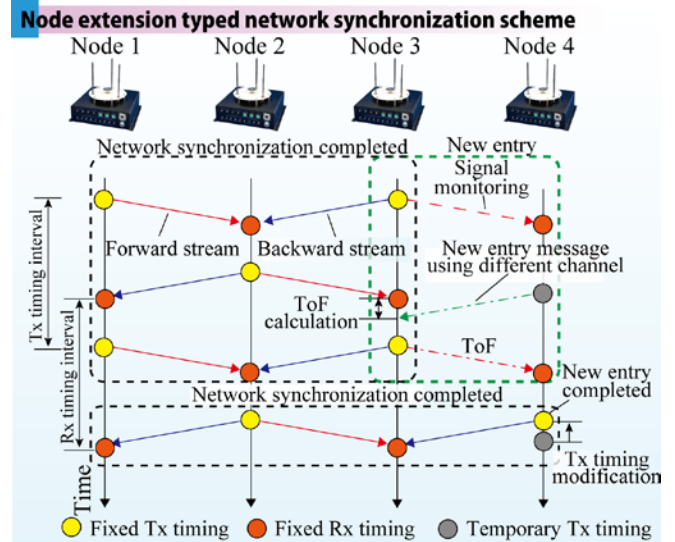 Node extension typed network synchronization scheme
Node 1
Node 2
Node 3
Node 4
Network synchronization completed
New entry
Signal
monitoring
Forward stream
Backward stream
New entry message
using different channel
Tx timing interval
ToF
calculation
ToF
Rx timing interval
New entry
completed
Network synchronization completed
Tx timing
modification
Time
Fixed Tx timing
Fixed Rx timing
Temporary Tx timing